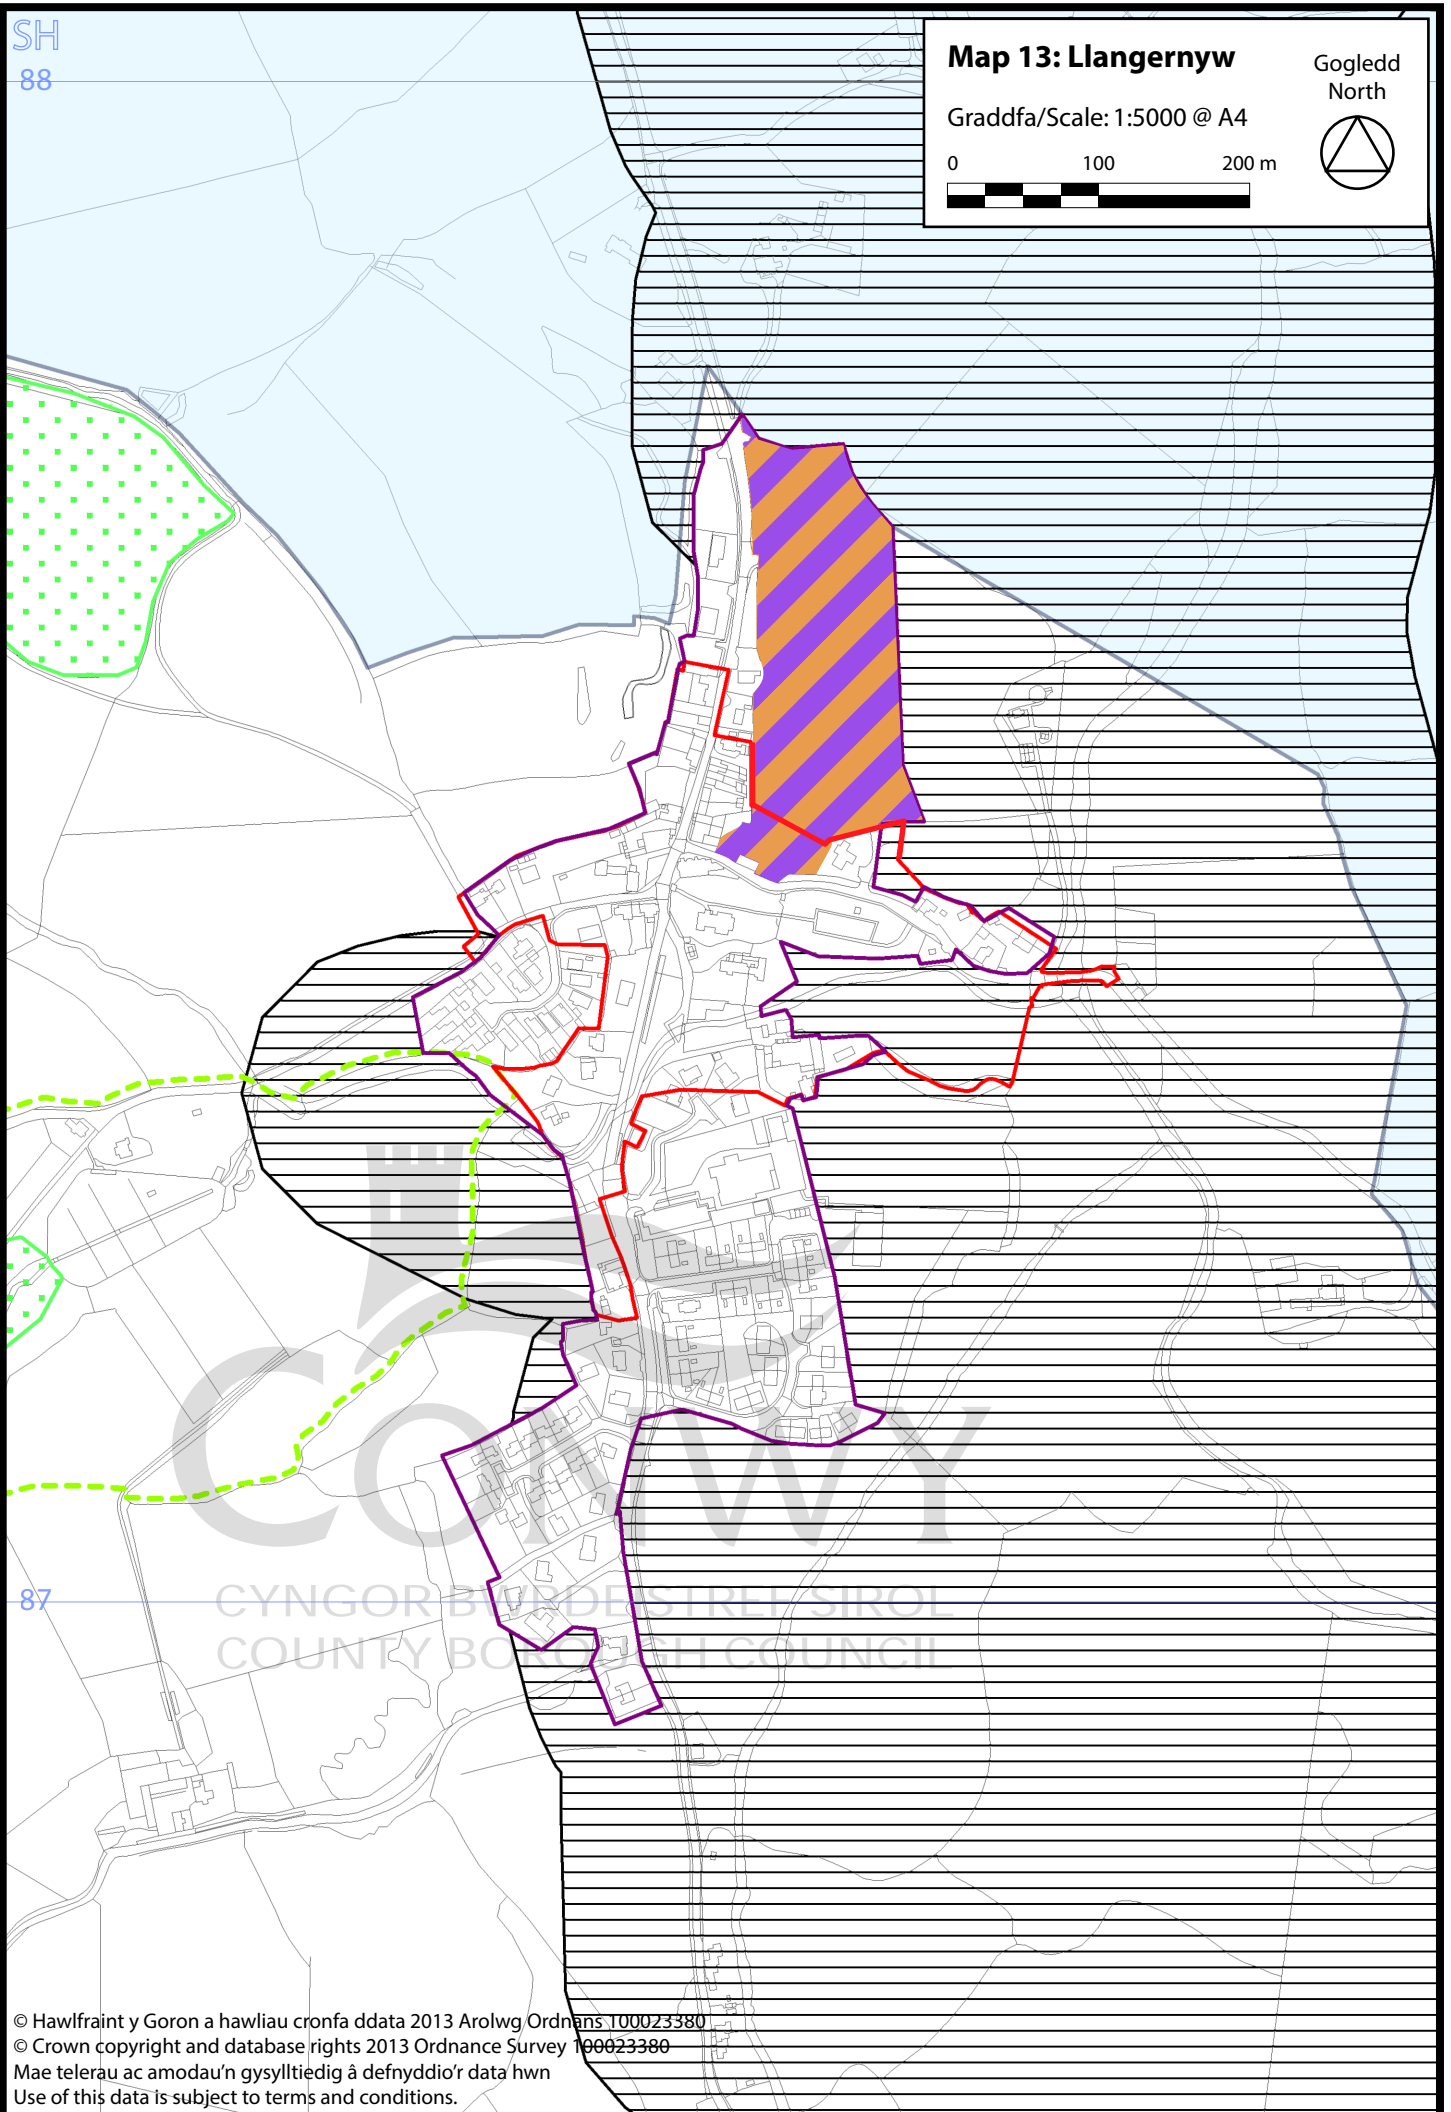 SH
88
Map 13: Llangernyw
Gogledd
North
Graddfa/Scale: 1:5000 @ A4
0 100 200 m
CONWY
87
CYNGOR BWRDEISTREF SIROL
COUNTY BOROUGH COUNCIL
© Hawlfraint y Goron a hawliau cronfa ddata 2013 Arolwg Ordnans 100023380
© Crown copyright and database rights 2013 Ordnance Survey 100023380
Mae telerau ac amodau'n gysylltiedig â defnyddio'r data hwn
Use of this data is subject to terms and conditions.